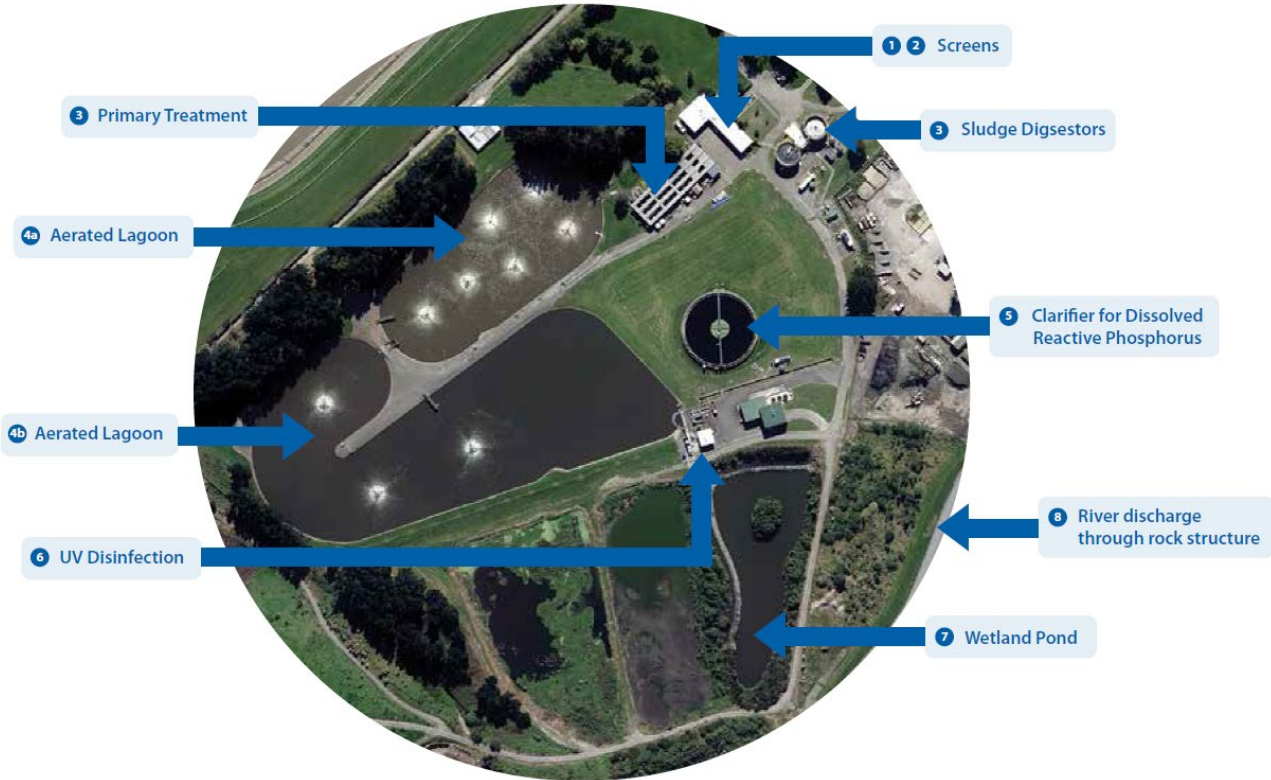 1 2 Screens
3 Primary Treatment
3 Sludge Digsestors
4a Aerated Lagoon
5 Clarifier for Dissolved
Reactive Phosphorus
4b Aerated Lagoon
8 River discharge
through rock structure
6 UV Disinfection
7 Wetland Pond